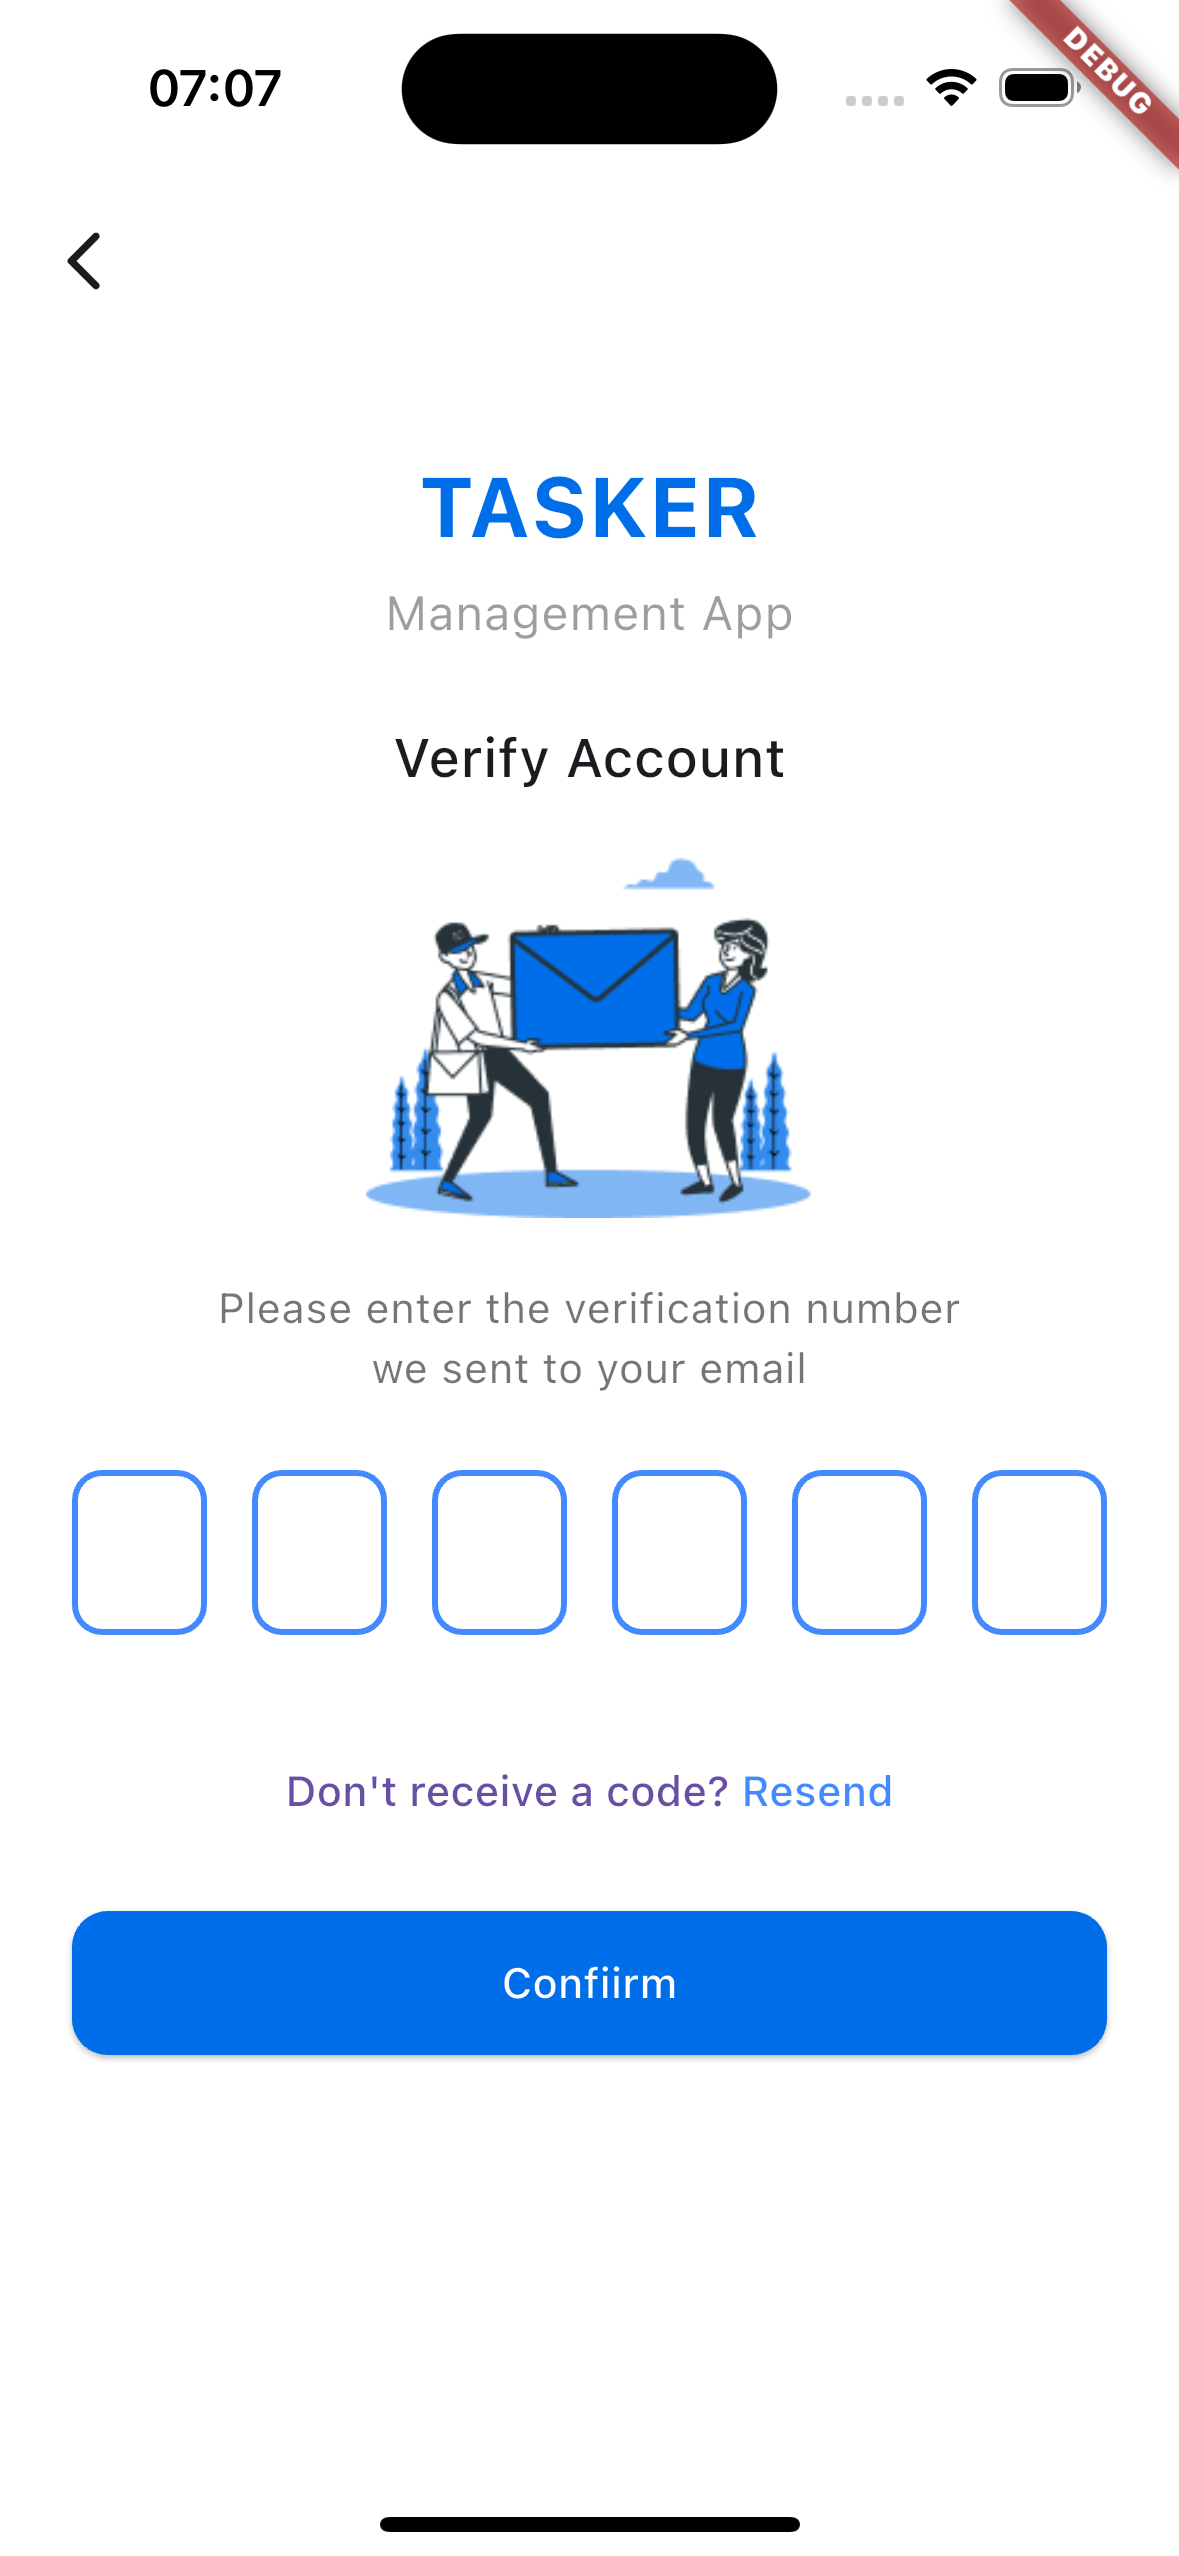 07:07
DEBUG
TASKER
Management App
Verify Account
Please enter the verification number
we sent to your email
Don't receive a code? Resend
Confiirm